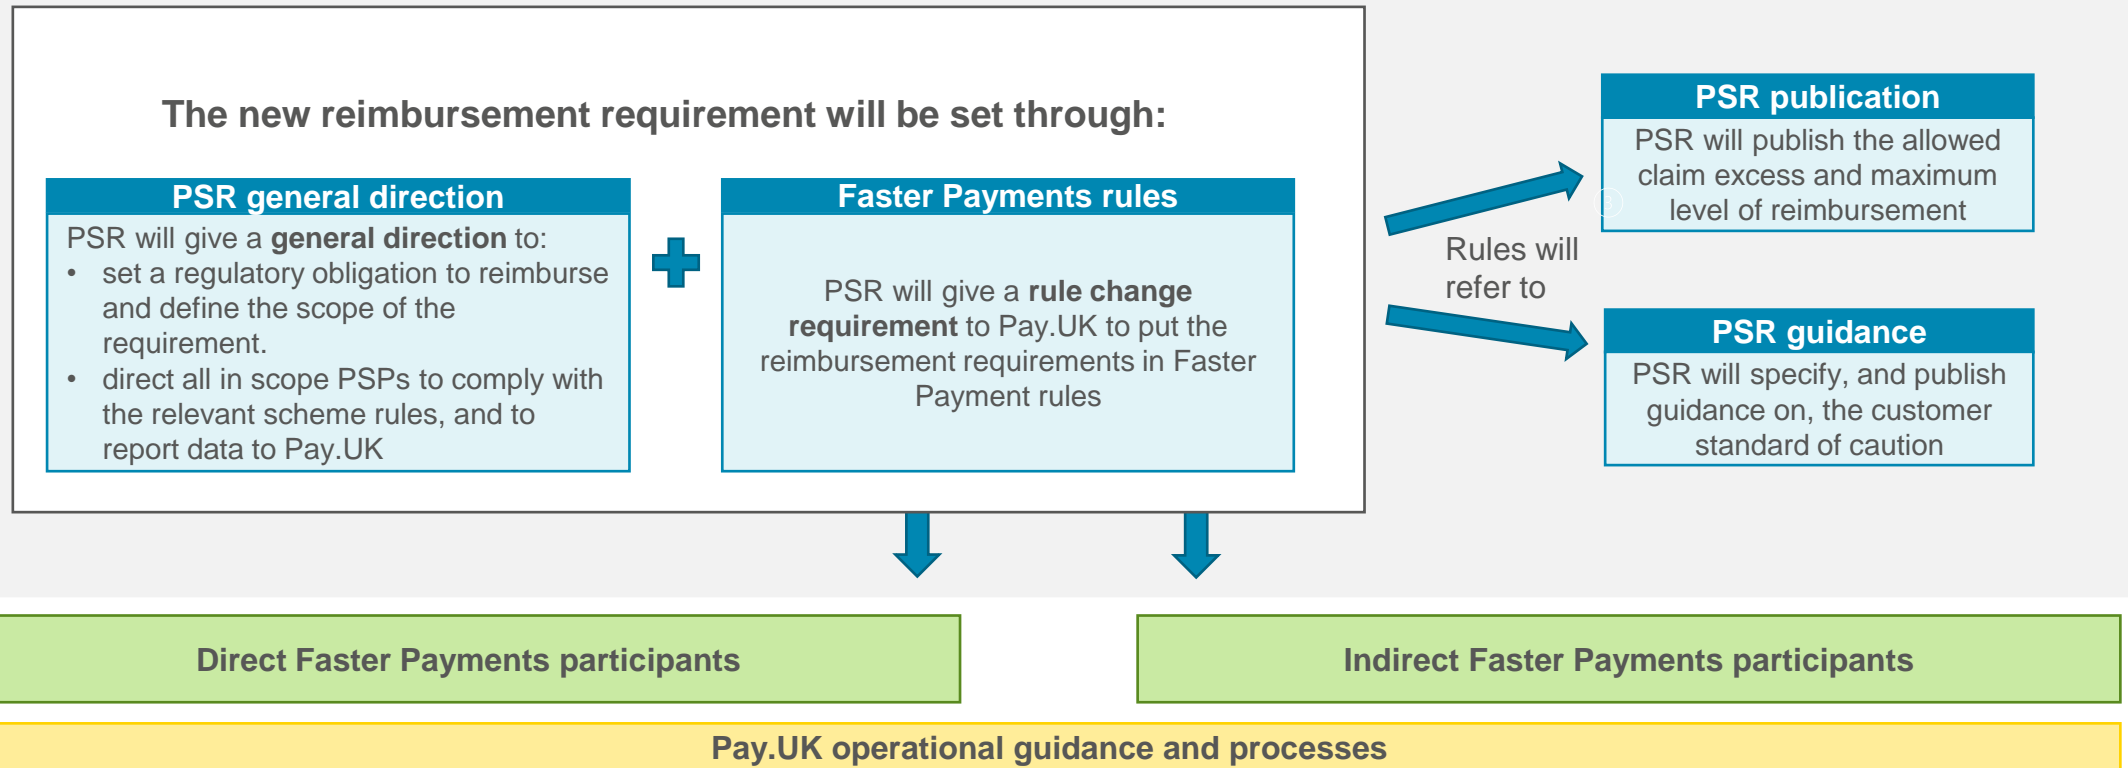 The new reimbursement requirement will be set through:
PSR general direction
PSR will give a general direction to:
• set a regulatory obligation to reimburse
and define the scope of the
requirement.
• direct all in scope PSPs to comply with
the relevant scheme rules, and to
report data to Pay.UK
Faster Payments rules
PSR will give a rule change
requirement to Pay.UK to put the
reimbursement requirements in Faster
Payment rules
Rules will
refer to
PSR publication
PSR will publish the allowed
claim excess and maximum
level of reimbursement
③
PSR guidance
PSR will specify, and publish
guidance on, the customer
standard of caution
Direct Faster Payments participants
Indirect Faster Payments participants
Pay.UK operational guidance and processes